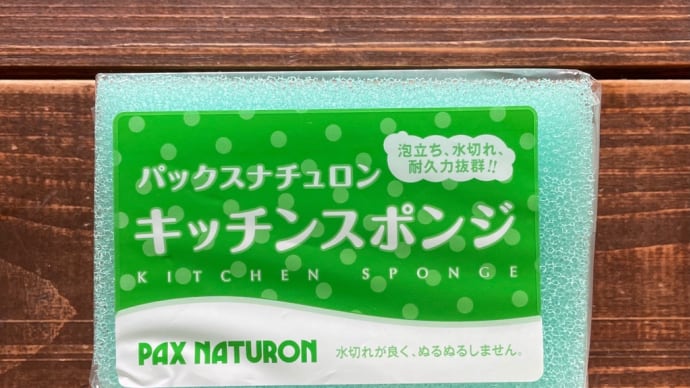 泡立ち、水切れ、
耐久力抜群!!
パックスナチュロン
キッチンスポンジ
KITCHEN SPONGE
PAX NATURON
水切れが良く、ぬるぬるしません。